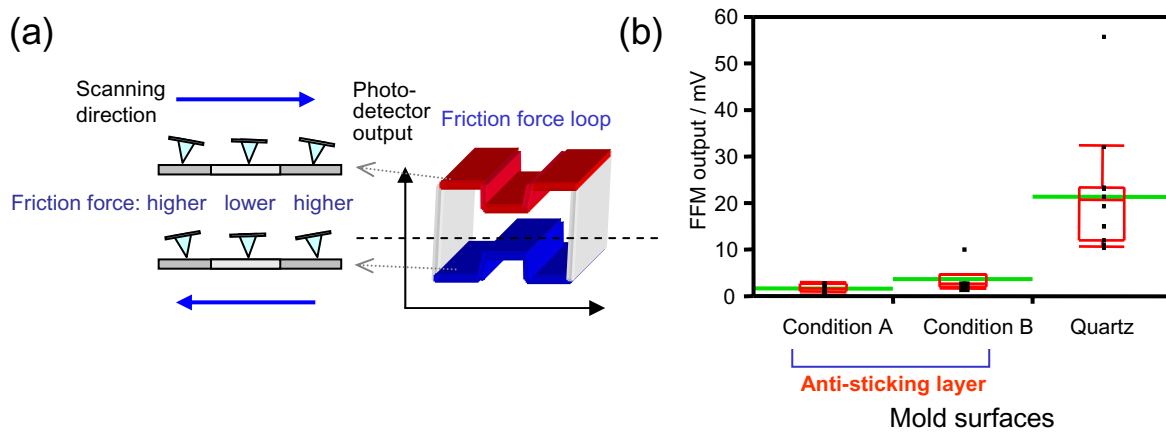 (a)
Scanning
direction
Photo-
detector
output
Friction force loop
Friction force: higher lower higher
(b)
FFM output / mV
60
50
40
30
20
10
0
Condition A
Condition B
Quartz
Anti-sticking layer
Mold surfaces